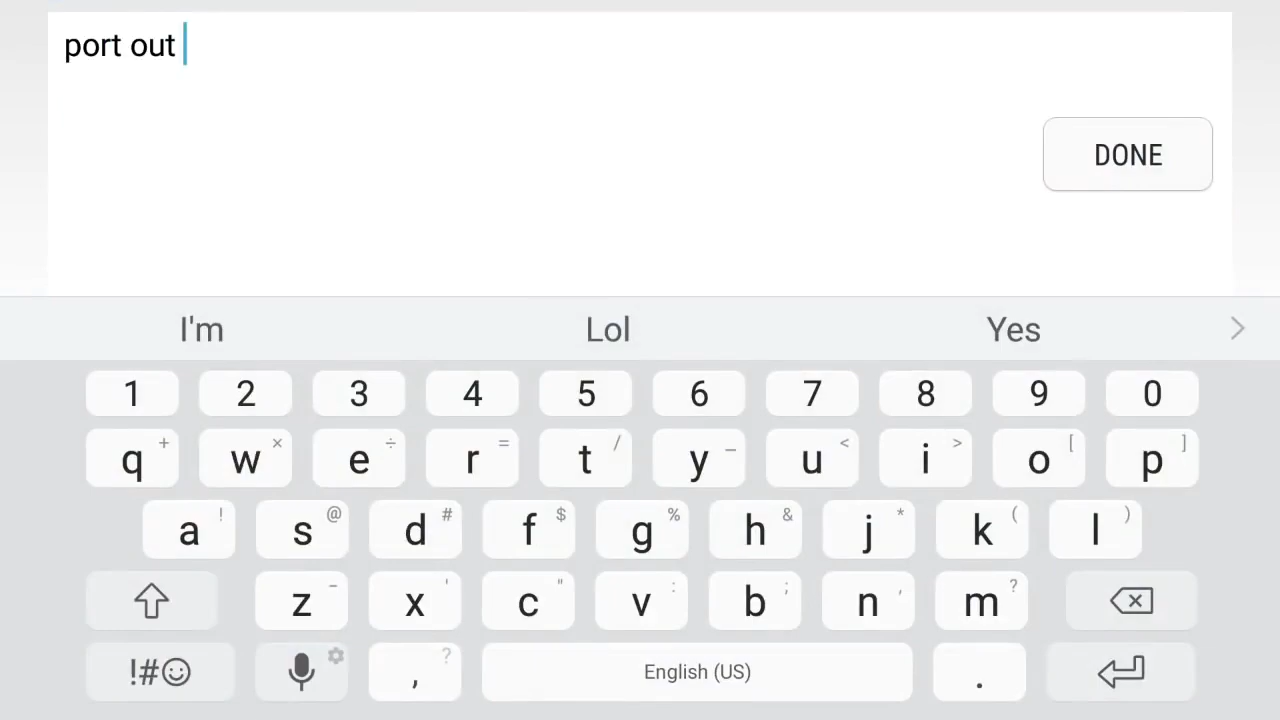 port out
DONE
I'm Lol Yes
1 2 3 4 5 6 7 8 9 0
q + w × e ÷ r = t / y _ u < i > o [ p ]
a ! s @ d # f $ g % h & j * k ( l )
z - x ' c " v : b ; n , m ?
!#☺ , ? English (US) .